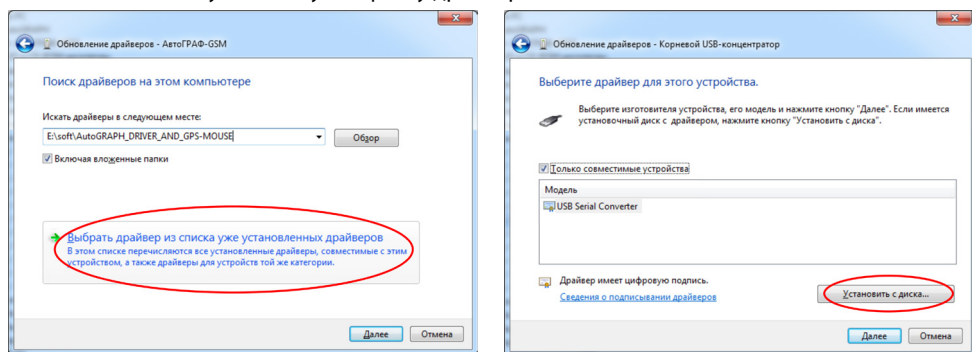 Обновление драйверов - АвтоГРАФ-GSM
Поиск драйверов на этом компьютере
Искать драйверы в следующем месте:
E:\soft\AutoGRAPH_DRIVER_AND_GPS-MOUSE
Обзор
Включая вложенные папки
Выбрать драйвер из списка уже установленных драйверов
В этом списке перечисляются все установленные драйверы, совместимые с этим
устройством, а также драйверы для устройств той же категории.
Далее
Отмена
Обновление драйверов - Корневой USB-концентратор
Выберите драйвер для этого устройства.
Выберите изготовителя устройства, его модель и нажмите кнопку "Далее". Если имеется
установочный диск с драйвером, нажмите кнопку "Установить с диска".
Только совместимые устройства
Модель
USB Serial Converter
Драйвер имеет цифровую подпись.
Сведения о подписывании драйверов
Установить с диска...
Далее
Отмена